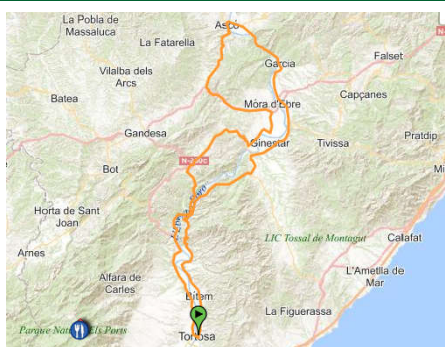 La Pobla de
Massaluca
Ascó
La Fatarella
Garcia
Falset
Vilalba dels
Arcs
Batea
Móra d'Ebre
Capçanes
Gandesa
Ginestar
Tivissa
Pratdip
N-230C
Bot
Horta de Sant
Joan
LIC Tossal de Montagut
Calafat
Arnes
L'Ametlla de
Mar
Alfara de
Carles
Bítem
La Figuerassa
Parque Nat
Els Ports
Tortosa